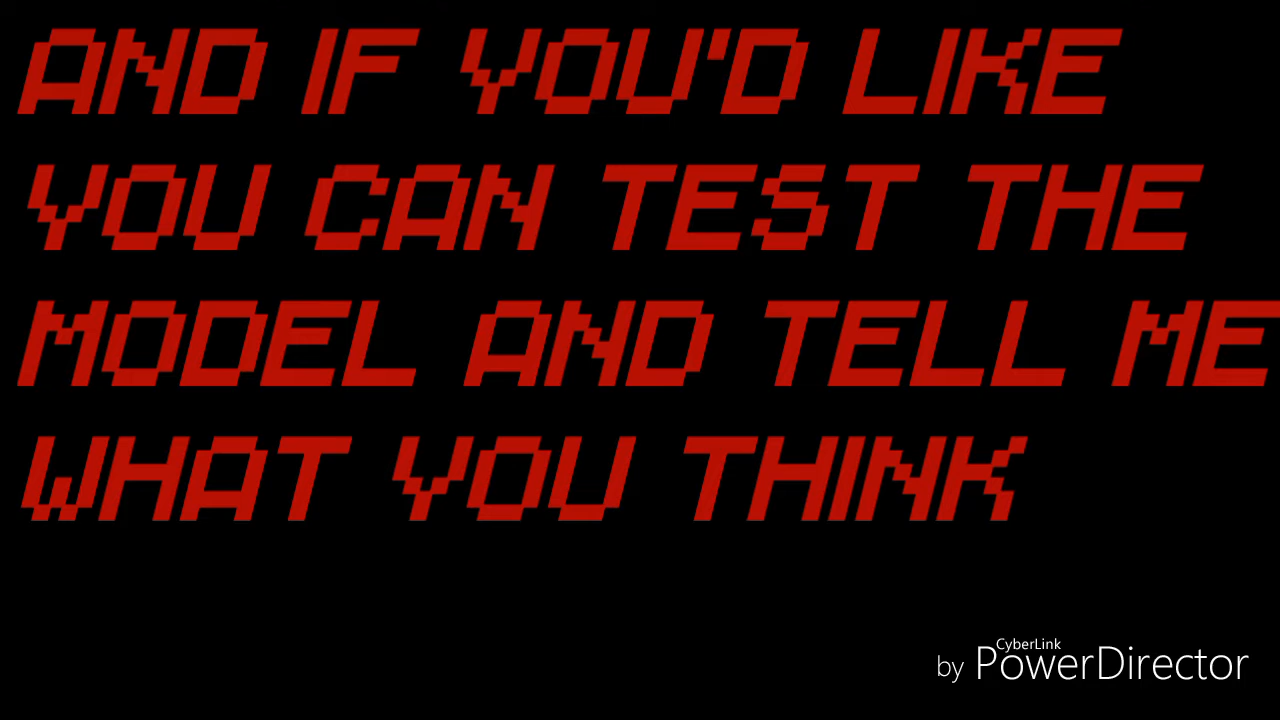 AND IF YOU'D LIKE
YOU CAN TEST THE
MODEL AND TELL ME
WHAT YOU THINK
CyberLink
by PowerDirector